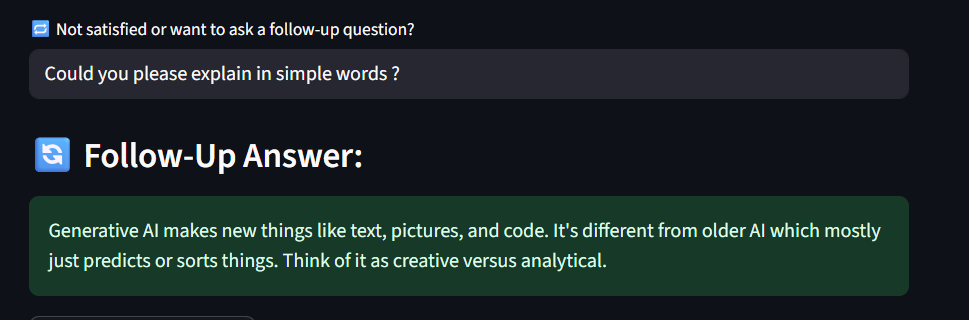 🔁 Not satisfied or want to ask a follow-up question?
Could you please explain in simple words ?
🔄 Follow-Up Answer:
Generative AI makes new things like text, pictures, and code. It's different from older AI which mostly
just predicts or sorts things. Think of it as creative versus analytical.